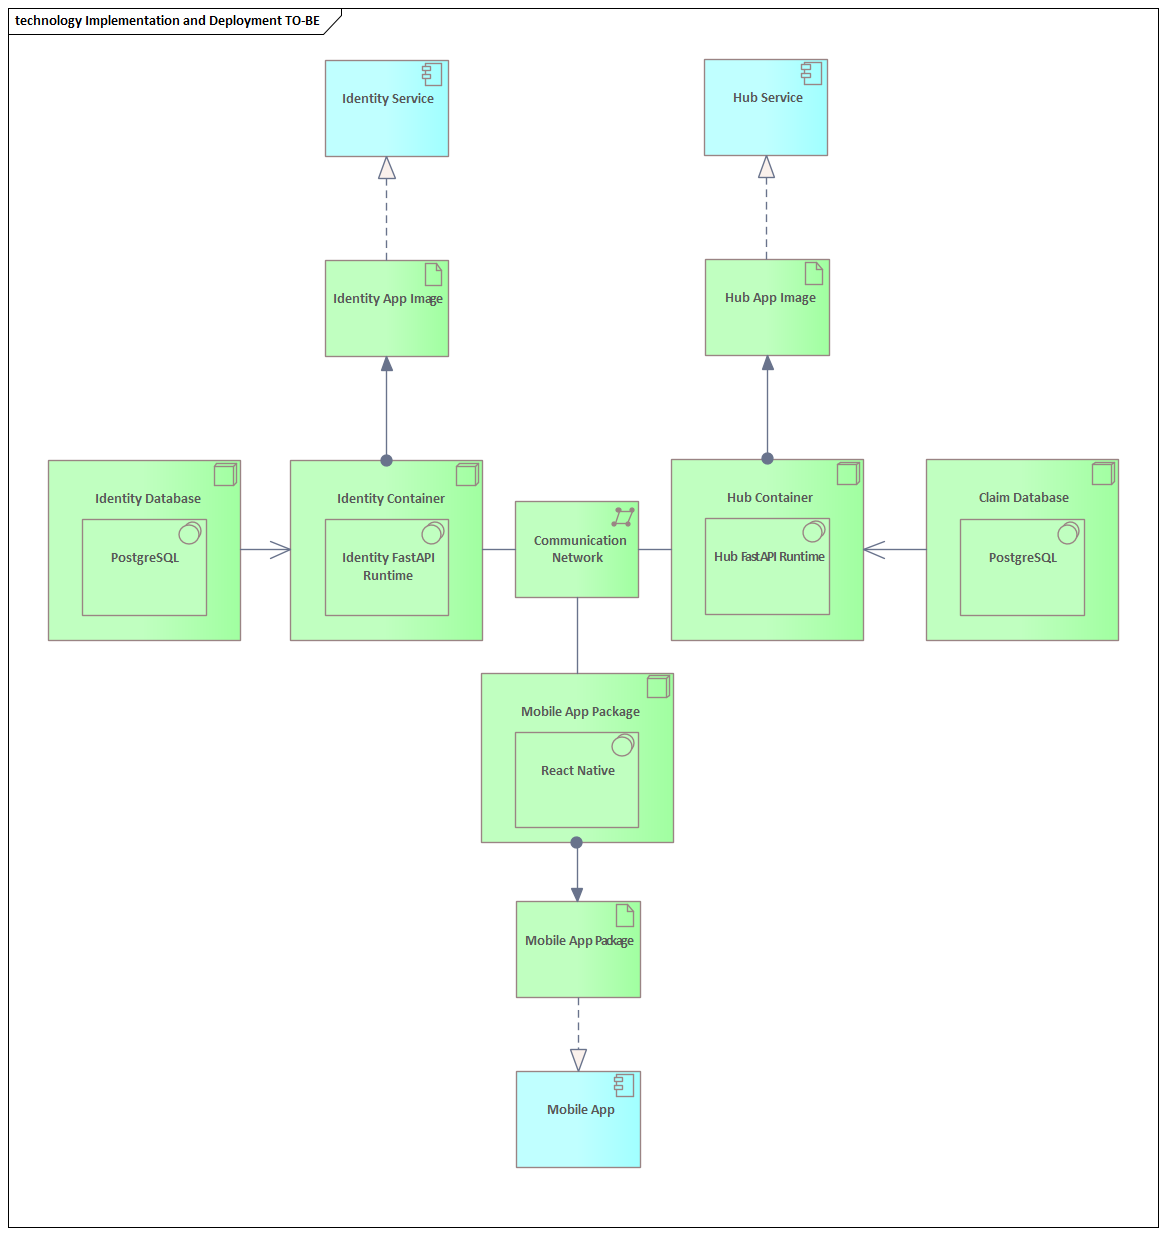 technology Implementation and Deployment TO-BE
Identity Service
Hub Service
Identity App Image
Hub App Image
Identity Database
PostgreSQL
Identity Container
Identity FastAPI
Runtime
Communication
Network
Hub Container
Hub FastAPI Runtime
Claim Database
PostgreSQL
Mobile App Package
React Native
Mobile App Package
Mobile App